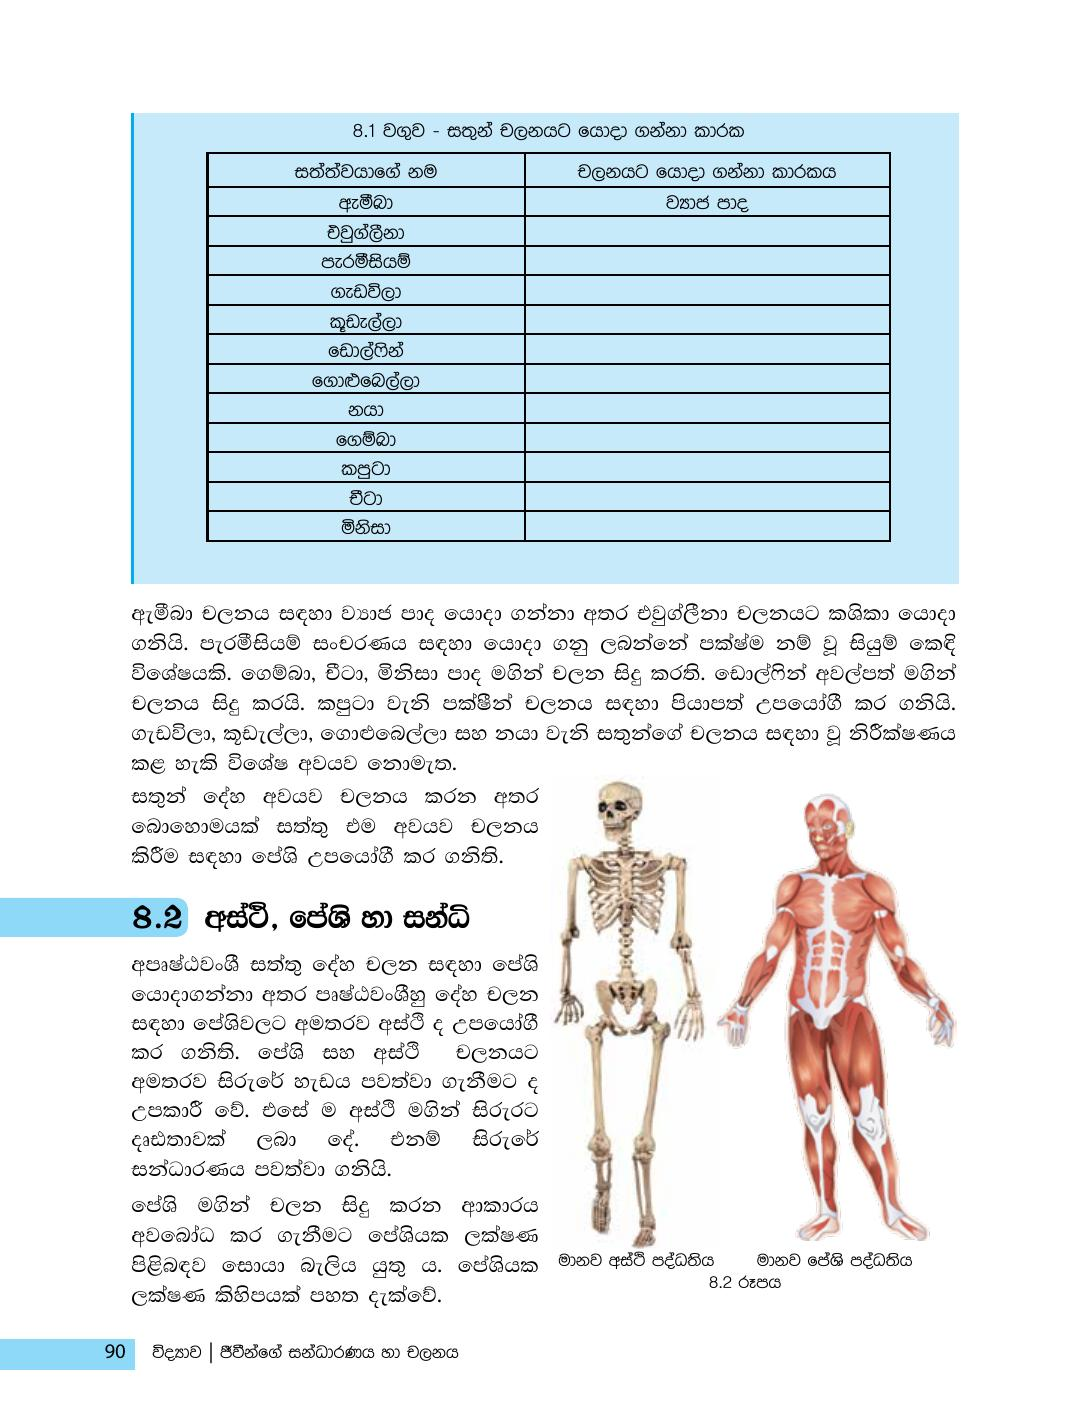 8.1 වගුව - සතුන් චලනයට යොදා ගන්නා කාරක
සත්ත්වයාගේ නම	චලනයට යොදා ගන්නා කාරකය
ඇමීබා	ව්‍යාජ පාද
එවුග්ලීනා
පැරමීසියම්
ගැඩවිලා
කූඩැල්ලා
ඩොල්ෆින්
ගොළුබෙල්ලා
නයා
ගෙම්බා
කපුටා
චීටා
මිනිසා
ඇමීබා චලනය සඳහා ව්‍යාජ පාද යොදා ගන්නා අතර එවුග්ලීනා චලනයට කශිකා යොදා
ගනියි. පැරමීසියම් සංචරණය සඳහා යොදා ගනු ලබන්නේ පක්ෂ්ම නම් වූ සියුම් කෙඳි
විශේෂයකි. ගෙම්බා, චීටා, මිනිසා පාද මගින් චලන සිදු කරති. ඩොල්ෆින් අවල්පත් මගින්
චලනය සිදු කරයි. කපුටා වැනි පක්ෂීන් චලනය සඳහා පියාපත් උපයෝගී කර ගනියි.
ගැඩවිලා, කූඩැල්ලා, ගොළුබෙල්ලා සහ නයා වැනි සතුන්ගේ චලනය සඳහා වූ නිරීක්ෂණය
කළ හැකි විශේෂ අවයව නොමැත.
සතුන් දේහ අවයව චලනය කරන අතර
බොහොමයක් සත්තු එම අවයව චලනය
කිරීම සඳහා පේශි උපයෝගී කර ගනිති.
8.2 අස්ථි, පේශි හා සන්ධි
අපෘෂ්ඨවංශී සත්තු දේහ චලන සඳහා පේශි
යොදාගන්නා අතර පෘෂ්ඨවංශීහු දේහ චලන
සඳහා පේශිවලට අමතරව අස්ථි ද උපයෝගී
කර ගනිති. පේශි සහ අස්ථි චලනයට
අමතරව සිරුරේ හැඩය පවත්වා ගැනීමට ද
උපකාරී වේ. එසේ ම අස්ථි මගින් සිරුරට
දෘඪතාවක් ලබා දේ. එනම් සිරුරේ
සන්ධාරණය පවත්වා ගනියි.
පේශි මගින් චලන සිදු කරන ආකාරය
අවබෝධ කර ගැනීමට පේශියක ලක්ෂණ
පිළිබඳව සොයා බැලිය යුතු ය. පේශියක
ලක්ෂණ කිහිපයක් පහත දැක්වේ.
මානව අස්ථි පද්ධතිය	මානව පේශි පද්ධතිය
8.2 රූපය
90 විද්‍යාව | ජීවීන්ගේ සන්ධාරණය හා චලනය